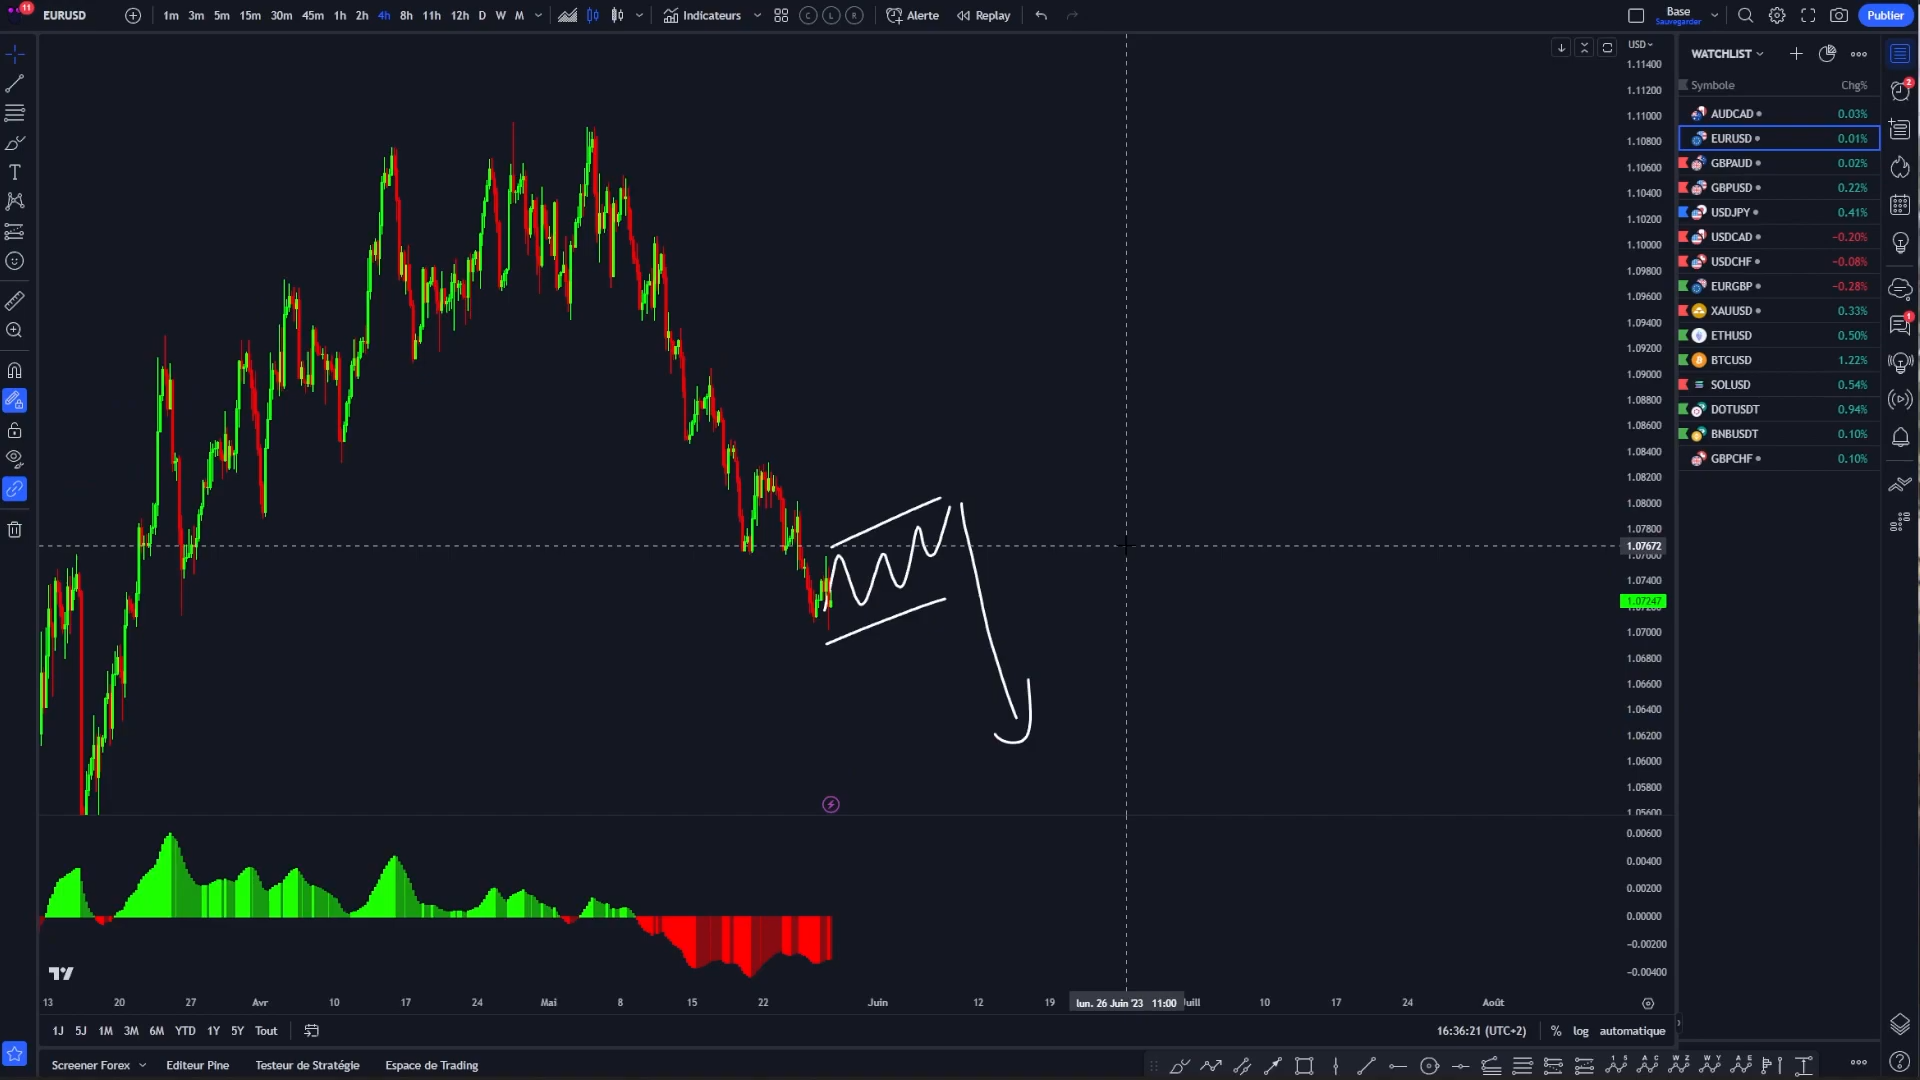 11 EURUSD 1m 3m 5m 15m 30m 45m 1h 2h 4h 8h 11h 12h D W M Indicateurs C L R Alerte Replay Base Sauvegarder Publier
USD
1.11400
1.11200
1.11000
1.10800
1.10600
1.10400
1.10200
1.10000
1.09800
1.09600
1.09400
1.09200
1.09000
1.08800
1.08600
1.08400
1.08200
1.08000
1.07800
1.07672
1.07400
1.07247
1.07000
1.06800
1.06600
1.06400
1.06200
1.06000
1.05800
1.05600
0.00600
0.00400
0.00200
0.00000
−0.00200
−0.00400
WATCHLIST
Symbole Chg%
AUDCAD 0.03%
EURUSD 0.01%
GBPAUD 0.02%
GBPUSD 0.22%
USDJPY 0.41%
USDCAD −0.20%
USDCHF −0.08%
EURGBP −0.28%
XAUUSD 0.33%
ETHUSD 0.50%
BTCUSD 1.22%
SOLUSD 0.54%
DOTUSDT 0.94%
BNBUSDT 0.10%
GBPCHF 0.10%
2
1
13 20 27 Avr 10 17 24 Mai 8 15 22 Juin 12 19 lun. 26 Juin '23 11:00 Juill 10 17 24 Août
1J 5J 1M 3M 6M YTD 1Y 5Y Tout 16:36:21 (UTC+2) % log automatique
Screener Forex Editeur Pine Testeur de Stratégie Espace de Trading